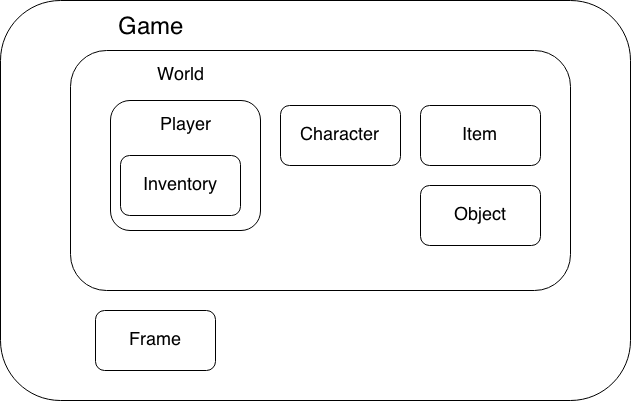 Game
World
Player
Character
Item
Inventory
Object
Frame